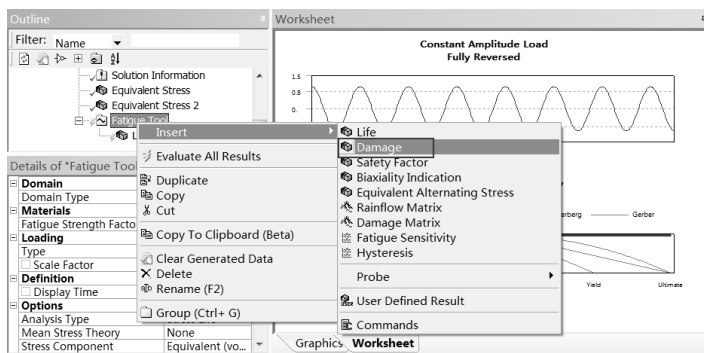 Outline
Filter: Name
Solution Information
Equivalent Stress
Equivalent Stress 2
Fatigue Tool
L
Details of "Fatigue Tool
Domain
Domain Type
Materials
Fatigue Strength Facto
Loading
Type
Scale Factor
Definition
Display Time
Options
Analysis Type
Mean Stress Theory None
Stress Component Equivalent (vo...
Insert
Evaluate All Results
Duplicate
Copy
Cut
Copy To Clipboard (Beta)
Clear Generated Data
Delete
Rename (F2)
Group (Ctrl+ G)
Life
Damage
Safety Factor
Biaxiality Indication
Equivalent Alternating Stress
Rainflow Matrix
Damage Matrix
Fatigue Sensitivity
Hysteresis
Probe
User Defined Result
Commands
Worksheet
Constant Amplitude Load
Fully Reversed
1.5
0.8
0.
Gerber
Yield Ultimate
Graphics Worksheet